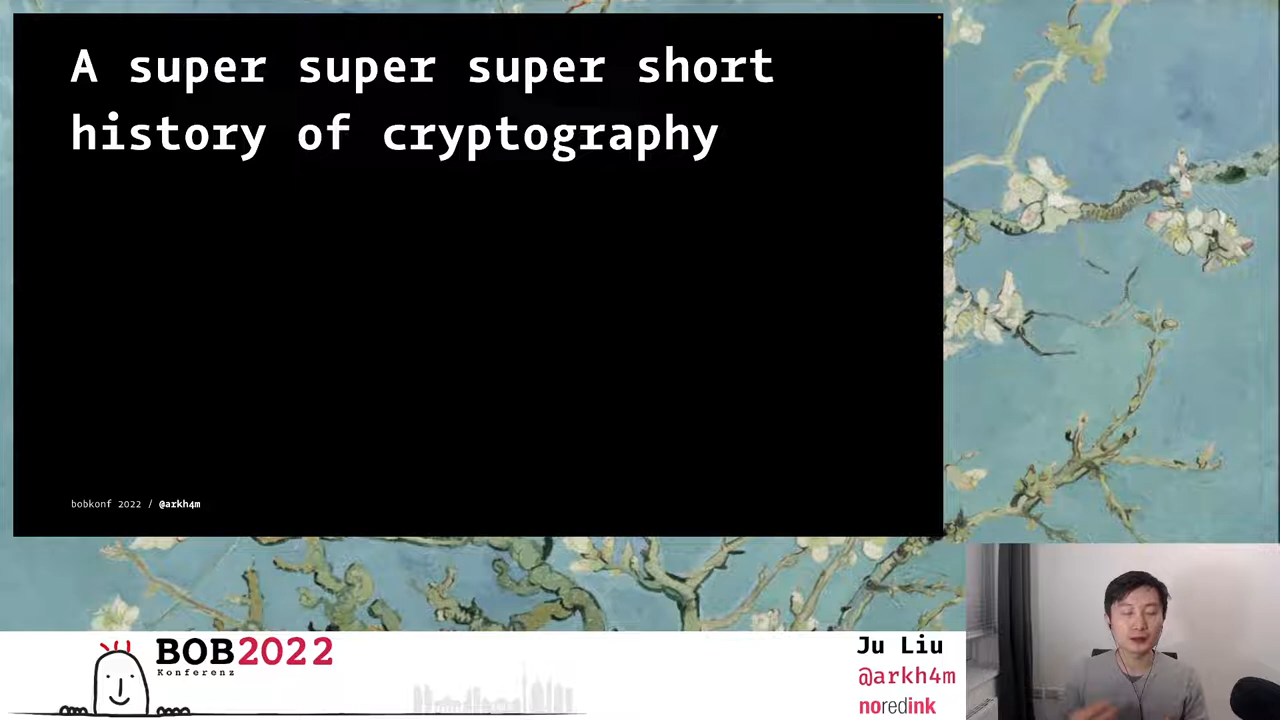 A super super super short
history of cryptography
bobkonf 2022 / @arkh4m
BOB2022
Konferenz
Ju Liu
@arkh4m
noredink